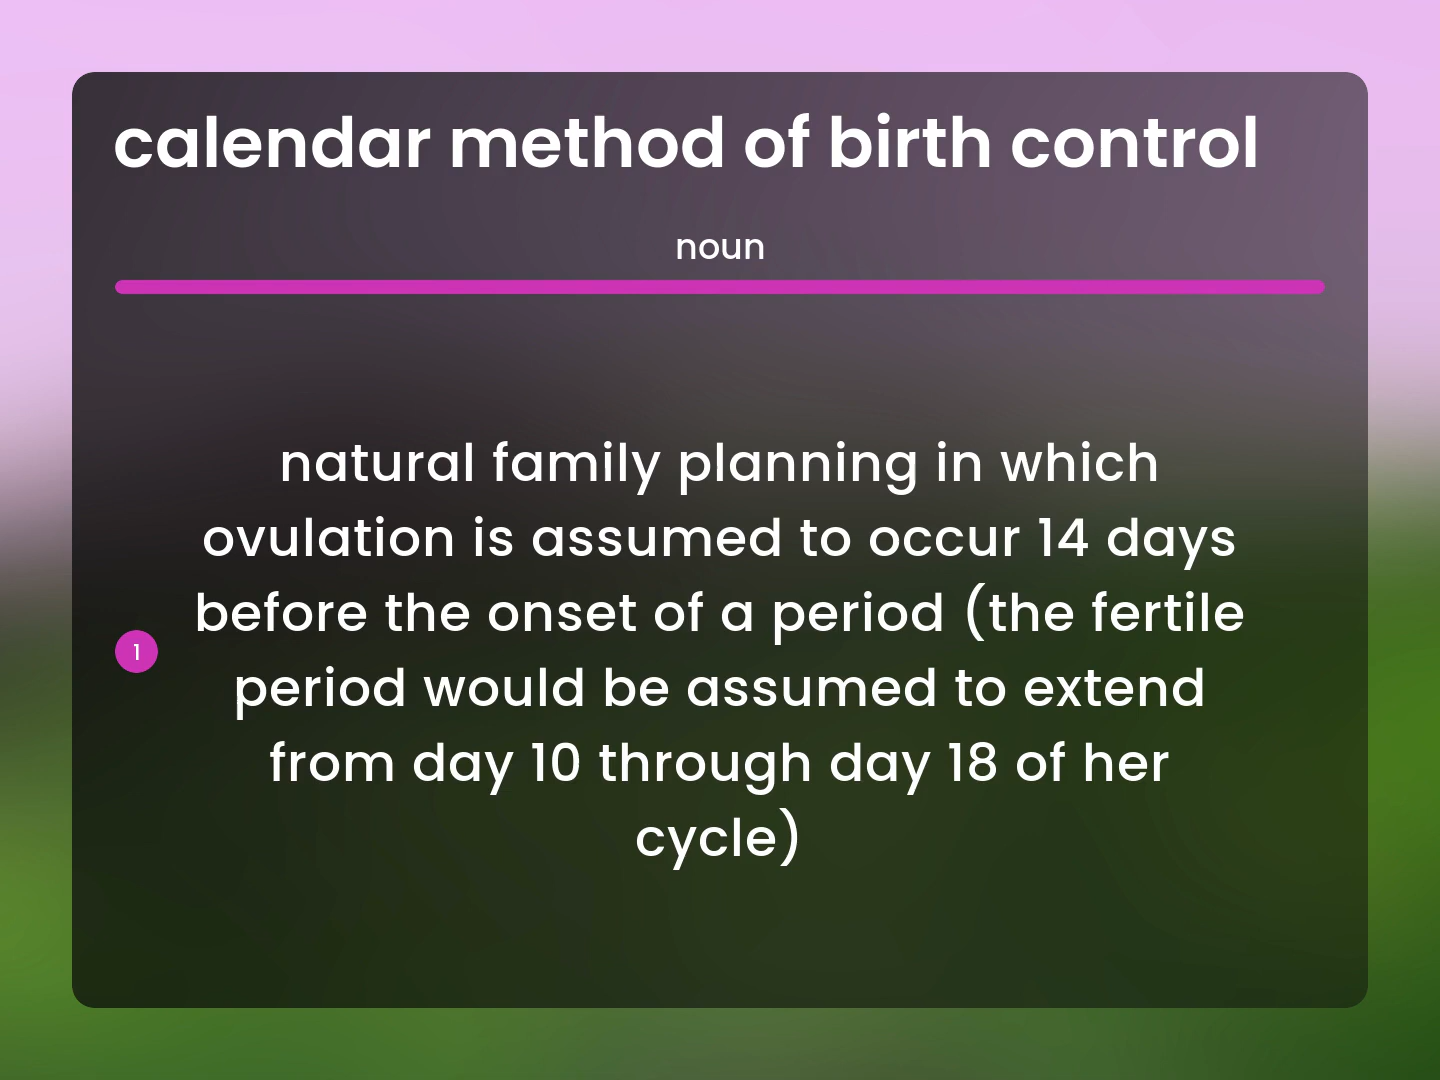 calendar method of birth control
noun
natural family planning in which
ovulation is assumed to occur 14 days
before the onset of a period (the fertile
1
period would be assumed to extend
from day 10 through day 18 of her
cycle)